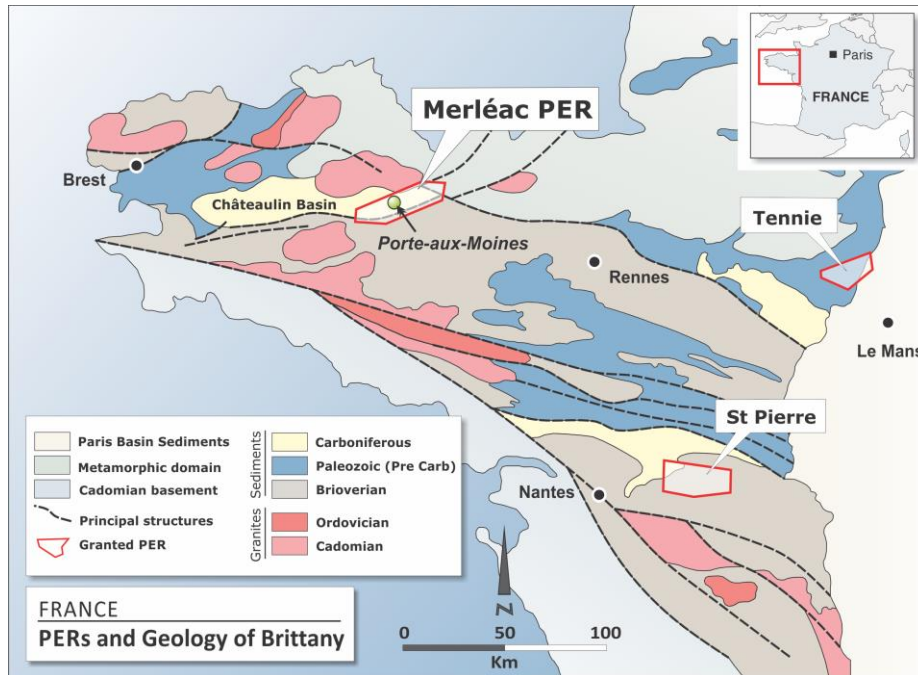 Paris
FRANCE
Merléac PER
Brest
Châteaulin Basin
Porte-aux-Moines
Tennie
Rennes
Le Mans
St Pierre
Nantes
Paris Basin Sediments
Metamorphic domain
Cadomian basement
Principal structures
Granted PER
Sediments
Carboniferous
Paleozoic (Pre Carb)
Brioverian
Granites
Ordovician
Cadomian
FRANCE
PERs and Geology of Brittany
N
0 50 100
Km